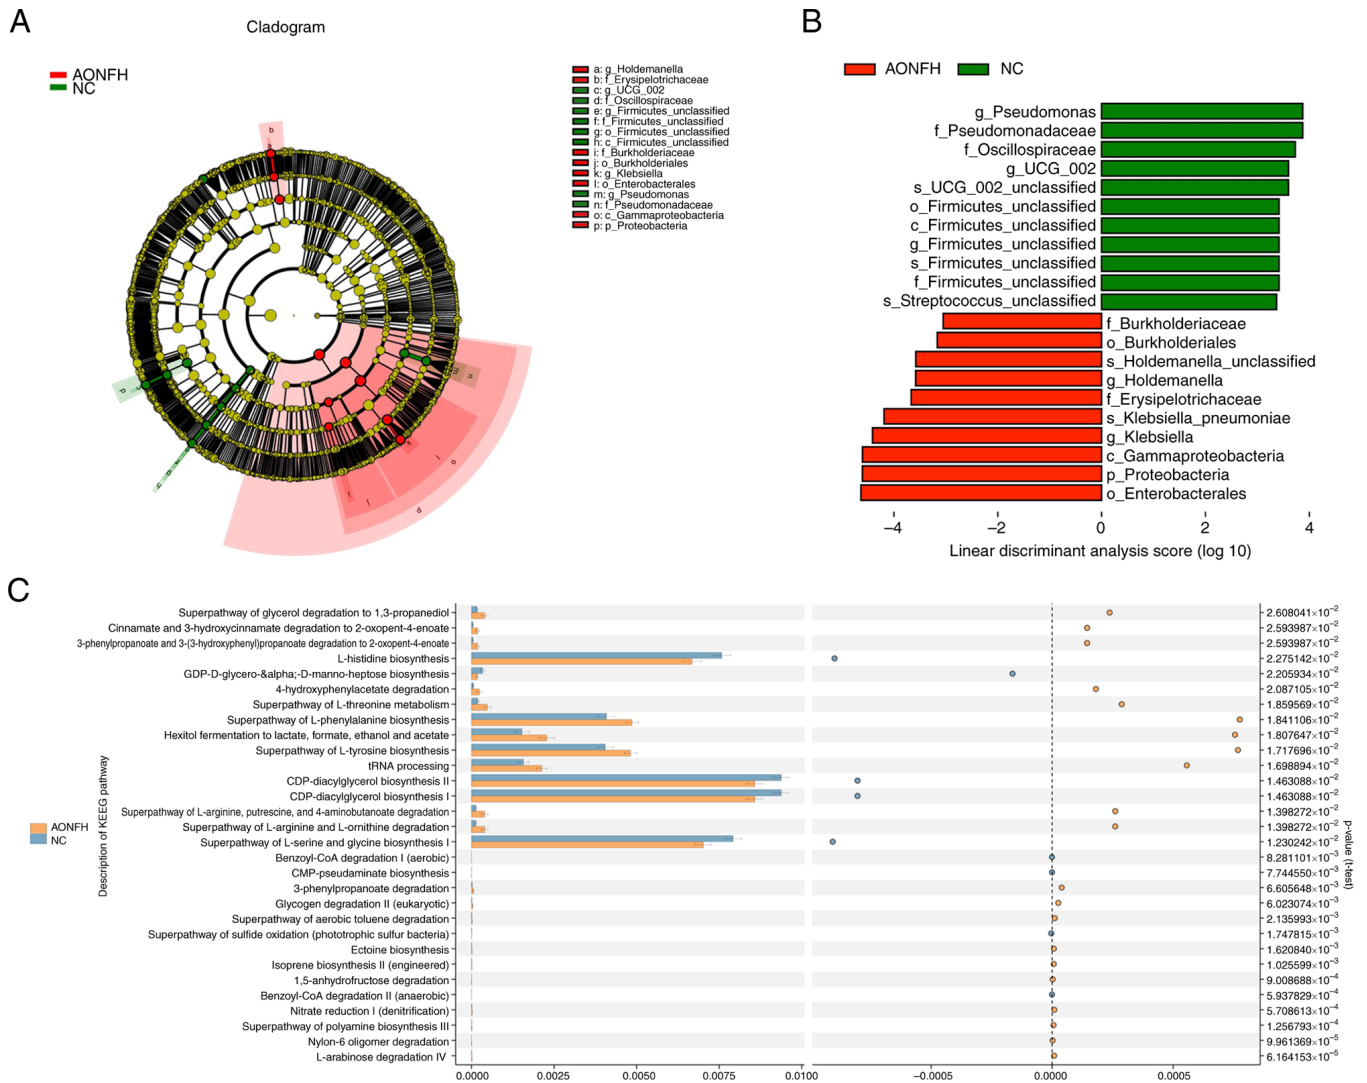 A
Cladogram
AONFH
NC
a: g_Holdemanella
b: f_Erysipelotrichaceae
c: g_UCG_002
d: f_Oscillospiraceae
e: g_Firmicutes_unclassified
f: f_Firmicutes_unclassified
g: o_Firmicutes_unclassified
h: c_Firmicutes_unclassified
i: f_Burkholderiaceae
j: o_Burkholderiales
k: g_Klebsiella
l: o_Enterobacterales
m: g_Pseudomonas
n: f_Pseudomonadaceae
o: c_Gammaproteobacteria
p: p_Proteobacteria
b
n
m
d
k
l
o
i
j
p
B
AONFH
NC
g_Pseudomonas
f_Pseudomonadaceae
f_Oscillospiraceae
g_UCG_002
s_UCG_002_unclassified
o_Firmicutes_unclassified
c_Firmicutes_unclassified
g_Firmicutes_unclassified
s_Firmicutes_unclassified
f_Firmicutes_unclassified
s_Streptococcus_unclassified
f_Burkholderiaceae
o_Burkholderiales
s_Holdemanella_unclassified
g_Holdemanella
f_Erysipelotrichaceae
s_Klebsiella_pneumoniae
g_Klebsiella
c_Gammaproteobacteria
p_Proteobacteria
o_Enterobacterales
−4 −2 0 2 4
Linear discriminant analysis score (log 10)
C
AONFH
NC
Description of KEEG pathway
Superpathway of glycerol degradation to 1,3-propanediol 2.608041×10−2
Cinnamate and 3-hydroxycinnamate degradation to 2-oxopent-4-enoate 2.593987×10−2
3-phenylpropanoate and 3-(3-hydroxyphenyl)propanoate degradation to 2-oxopent-4-enoate 2.593987×10−2
L-histidine biosynthesis 2.275142×10−2
GDP-D-glycero-&alpha;-D-manno-heptose biosynthesis 2.205934×10−2
4-hydroxyphenylacetate degradation 2.087105×10−2
Superpathway of L-threonine metabolism 1.859569×10−2
Superpathway of L-phenylalanine biosynthesis 1.841106×10−2
Hexitol fermentation to lactate, formate, ethanol and acetate 1.807647×10−2
Superpathway of L-tyrosine biosynthesis 1.717696×10−2
tRNA processing 1.698894×10−2
CDP-diacylglycerol biosynthesis II 1.463088×10−2
CDP-diacylglycerol biosynthesis I 1.463088×10−2
Superpathway of L-arginine, putrescine, and 4-aminobutanoate degradation 1.398272×10−2
Superpathway of L-arginine and L-ornithine degradation 1.398272×10−2
Superpathway of L-serine and glycine biosynthesis I 1.230242×10−2
Benzoyl-CoA degradation I (aerobic) 8.281101×10−3
CMP-pseudaminate biosynthesis 7.744550×10−3
3-phenylpropanoate degradation 6.605648×10−3
Glycogen degradation II (eukaryotic) 6.023074×10−3
Superpathway of aerobic toluene degradation 2.135993×10−3
Superpathway of sulfide oxidation (phototrophic sulfur bacteria) 1.747815×10−3
Ectoine biosynthesis 1.620840×10−3
Isoprene biosynthesis II (engineered) 1.025599×10−3
1,5-anhydrofructose degradation 9.008688×10−4
Benzoyl-CoA degradation II (anaerobic) 5.937829×10−4
Nitrate reduction I (denitrification) 5.708613×10−4
Superpathway of polyamine biosynthesis III 1.256793×10−4
Nylon-6 oligomer degradation 9.961369×10−5
L-arabinose degradation IV 6.164153×10−5
p-value (t-test)
0.0000 0.0025 0.0050 0.0075 0.0100 −0.0005 0.0000 0.0005